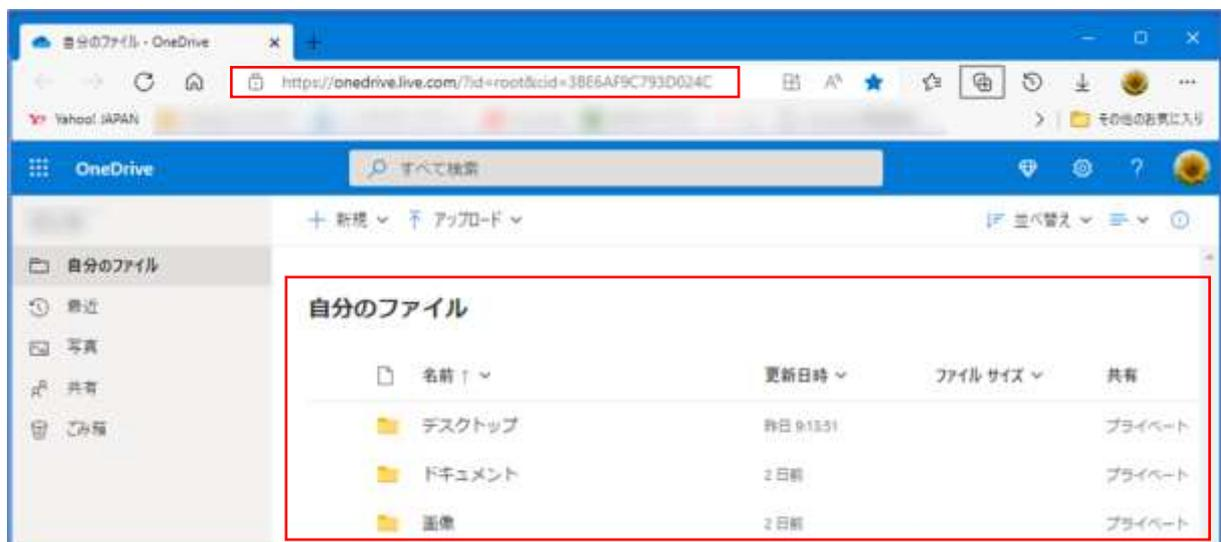 自分のファイル - OneDrive
https://onedrive.live.com/?id=root&cid=3BE6AF9C793D024C
Yahoo! JAPAN
その他のお気に入り
OneDrive
すべて検索
新規 アップロード 並べ替え
自分のファイル
最近
写真
共有
ごみ箱
自分のファイル
名前 ↑ 更新日時 ファイル サイズ 共有
デスクトップ 昨日 9:13:51 プライベート
ドキュメント 2 日前 プライベート
画像 2 日前 プライベート